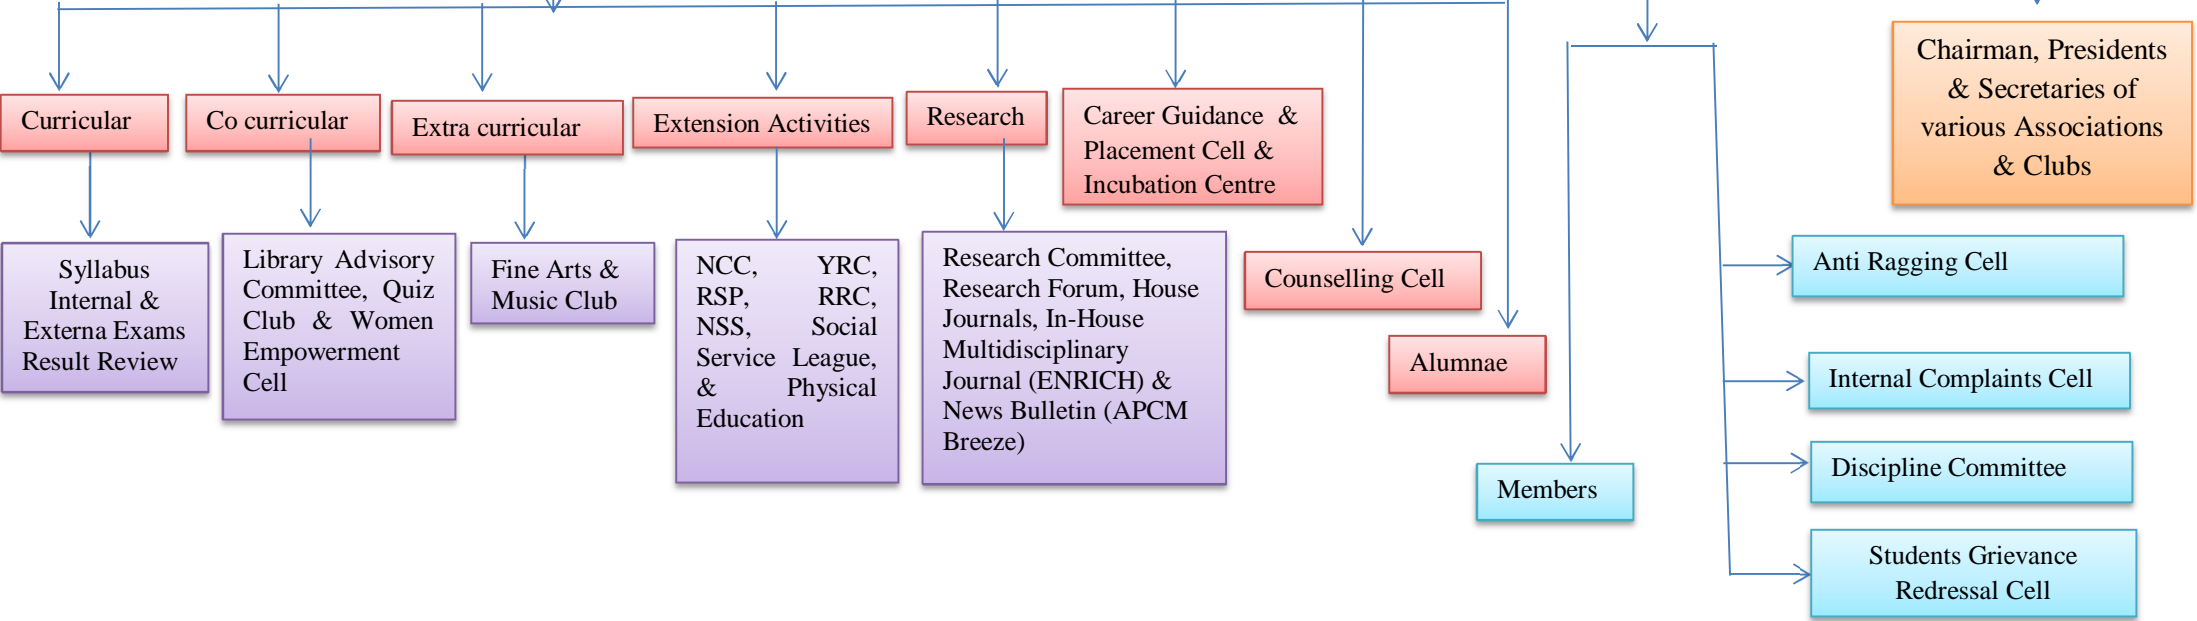 Curricular
Co curricular
Extra curricular
Extension Activities
Research
Career Guidance &
Placement Cell &
Incubation Centre
Chairman, Presidents
& Secretaries of
various Associations
& Clubs
Syllabus
Internal &
Externa Exams
Result Review
Library Advisory
Committee, Quiz
Club & Women
Empowerment
Cell
Fine Arts &
Music Club
NCC, YRC,
RSP, RRC,
NSS, Social
Service League,
& Physical
Education
Research Committee,
Research Forum, House
Journals, In-House
Multidisciplinary
Journal (ENRICH) &
News Bulletin (APCM
Breeze)
Counselling Cell
Alumnae
Members
Anti Ragging Cell
Internal Complaints Cell
Discipline Committee
Students Grievance
Redressal Cell